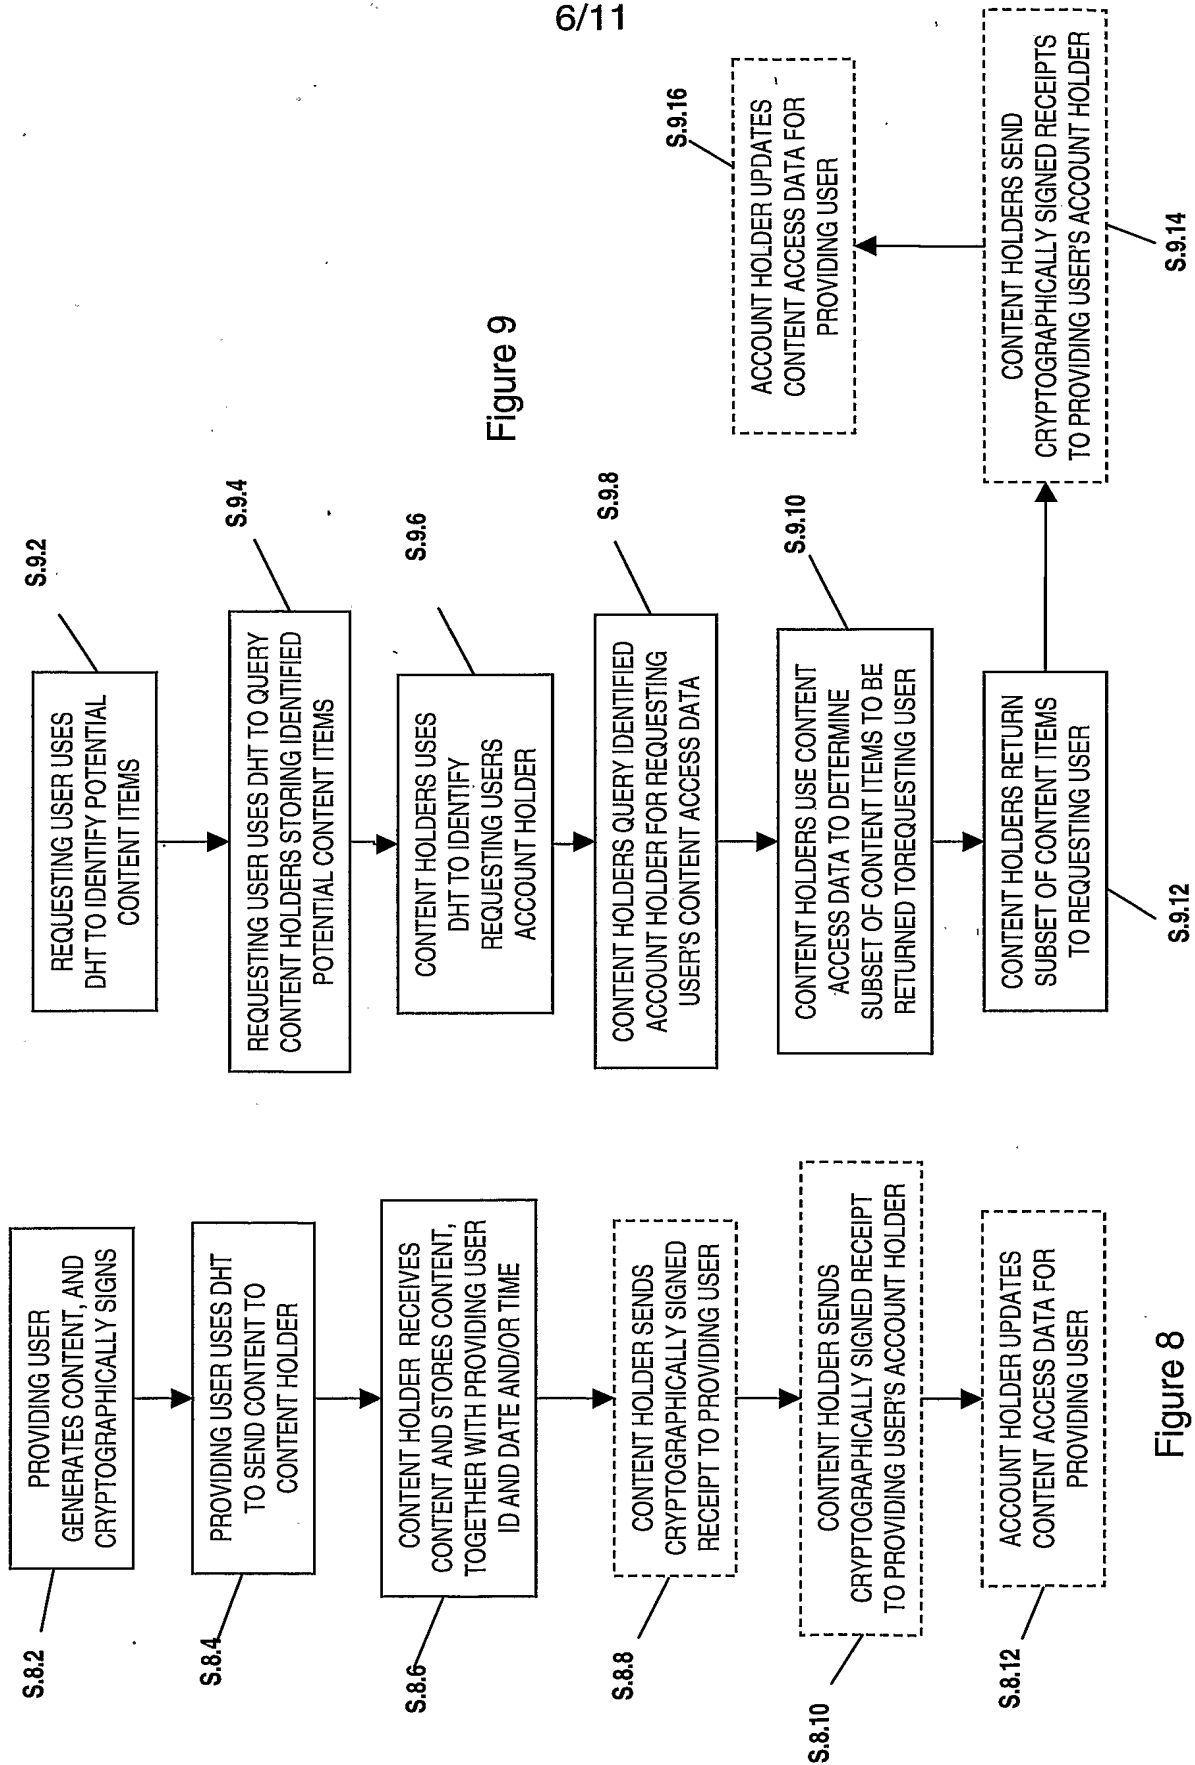 6/11
S.8.2
PROVIDING USER
GENERATES CONTENT, AND
CRYPTOGRAPHICALLY SIGNS
S.8.4
PROVIDING USER USES DHT
TO SEND CONTENT TO
CONTENT HOLDER
S.8.6
CONTENT HOLDER RECEIVES
CONTENT AND STORES CONTENT,
TOGETHER WITH PROVIDING USER
ID AND DATE AND/OR TIME
S.8.8
CONTENT HOLDER SENDS
CRYPTOGRAPHICALLY SIGNED
RECEIPT TO PROVIDING USER
S.8.10
CONTENT HOLDER SENDS
CRYPTOGRAPHICALLY SIGNED RECEIPT
TO PROVIDING USER'S ACCOUNT HOLDER
S.8.12
ACCOUNT HOLDER UPDATES
CONTENT ACCESS DATA FOR
PROVIDING USER
Figure 8
S.9.2
REQUESTING USER USES
DHT TO IDENTIFY POTENTIAL
CONTENT ITEMS
S.9.4
REQUESTING USER USES DHT TO QUERY
CONTENT HOLDERS STORING IDENTIFIED
POTENTIAL CONTENT ITEMS
S.9.6
CONTENT HOLDERS USES
DHT TO IDENTIFY
REQUESTING USERS
ACCOUNT HOLDER
S.9.8
CONTENT HOLDERS QUERY IDENTIFIED
ACCOUNT HOLDER FOR REQUESTING
USER'S CONTENT ACCESS DATA
S.9.10
CONTENT HOLDERS USE CONTENT
ACCESS DATA TO DETERMINE
SUBSET OF CONTENT ITEMS TO BE
RETURNED TOREQUESTING USER
S.9.12
CONTENT HOLDERS RETURN
SUBSET OF CONTENT ITEMS
TO REQUESTING USER
S.9.14
CONTENT HOLDERS SEND
CRYPTOGRAPHICALLY SIGNED RECEIPTS
TO PROVIDING USER'S ACCOUNT HOLDER
S.9.16
ACCOUNT HOLDER UPDATES
CONTENT ACCESS DATA FOR
PROVIDING USER
Figure 9